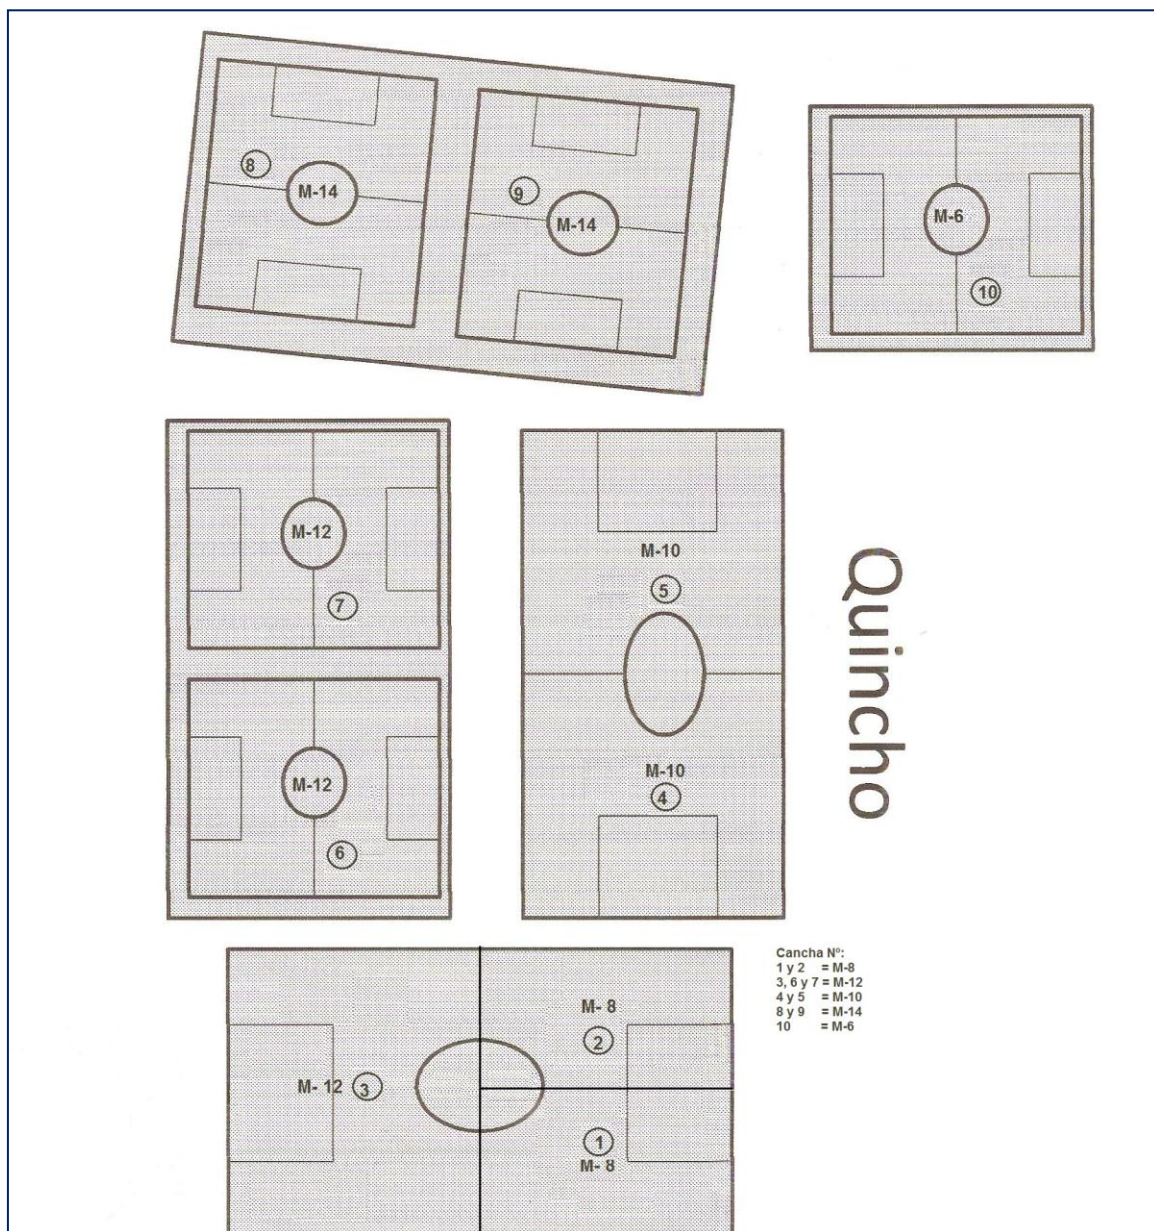 8
M-14
9
M-14
M-6
10
M-12
7
M-10
5
M-12
6
M-10
4
Quincho
Cancha Nº:
1 y 2 = M-8
3, 6 y 7 = M-12
4 y 5 = M-10
8 y 9 = M-14
10 = M-6
M- 8
2
M- 12 3
1
M- 8